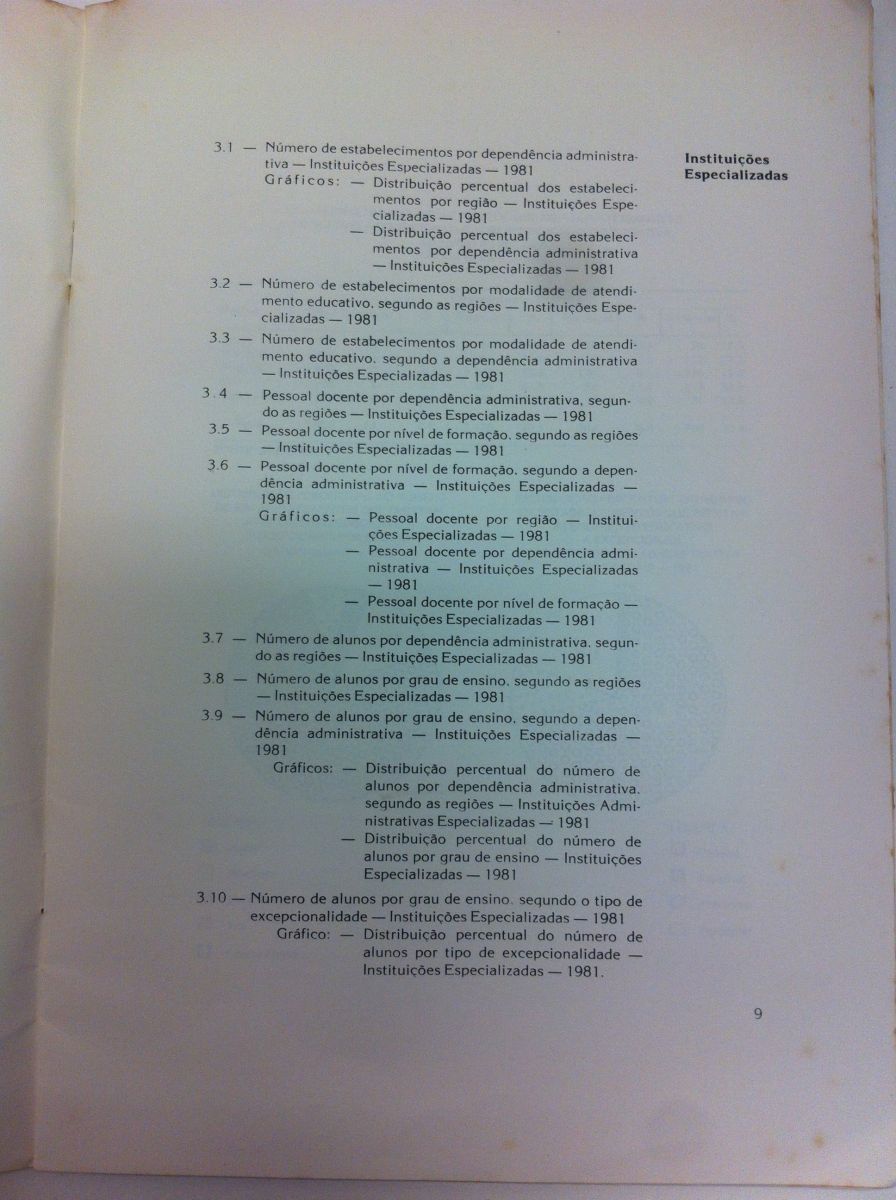 Instituições
Especializadas
3.1 — Número de estabelecimentos por dependência administra-
tiva — Instituições Especializadas — 1981
Gráficos: — Distribuição percentual dos estabeleci-
mentos por região — Instituições Espe-
cializadas — 1981
— Distribuição percentual dos estabeleci-
mentos por dependência administrativa
— Instituições Especializadas — 1981
3.2 — Número de estabelecimentos por modalidade de atendi-
mento educativo, segundo as regiões — Instituições Espe-
cializadas — 1981
3.3 — Número de estabelecimentos por modalidade de atendi-
mento educativo, segundo a dependência administrativa
— Instituições Especializadas — 1981
3.4 — Pessoal docente por dependência administrativa, segun-
do as regiões — Instituições Especializadas — 1981
3.5 — Pessoal docente por nível de formação, segundo as regiões
— Instituições Especializadas — 1981
3.6 — Pessoal docente por nível de formação, segundo a depen-
dência administrativa — Instituições Especializadas —
1981
Gráficos: — Pessoal docente por região — Institui-
ções Especializadas — 1981
— Pessoal docente por dependência admi-
nistrativa — Instituições Especializadas
— 1981
— Pessoal docente por nível de formação —
Instituições Especializadas — 1981
3.7 — Número de alunos por dependência administrativa, segun-
do as regiões — Instituições Especializadas — 1981
3.8 — Número de alunos por grau de ensino, segundo as regiões
— Instituições Especializadas — 1981
3.9 — Número de alunos por grau de ensino, segundo a depen-
dência administrativa — Instituições Especializadas —
1981
Gráficos: — Distribuição percentual do número de
alunos por dependência administrativa,
segundo as regiões — Instituições Admi-
nistrativas Especializadas — 1981
— Distribuição percentual do número de
alunos por grau de ensino — Instituições
Especializadas — 1981
3.10 — Número de alunos por grau de ensino, segundo o tipo de
excepcionalidade — Instituições Especializadas — 1981
Gráfico: — Distribuição percentual do número de
alunos por tipo de excepcionalidade —
Instituições Especializadas — 1981.
9